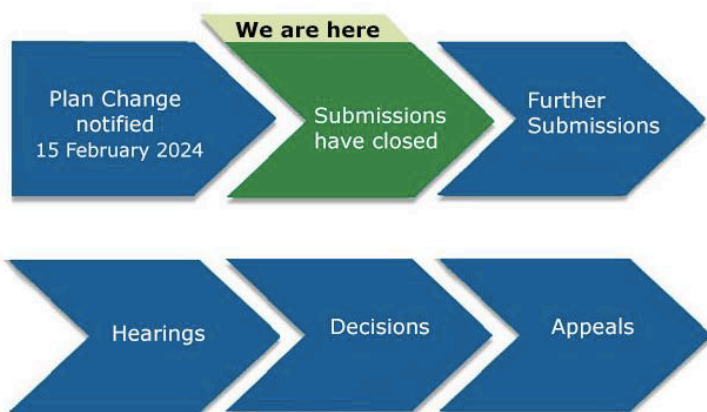 We are here
Plan Change
notified
15 February 2024
Submissions
have closed
Further
Submissions
Hearings
Decisions
Appeals